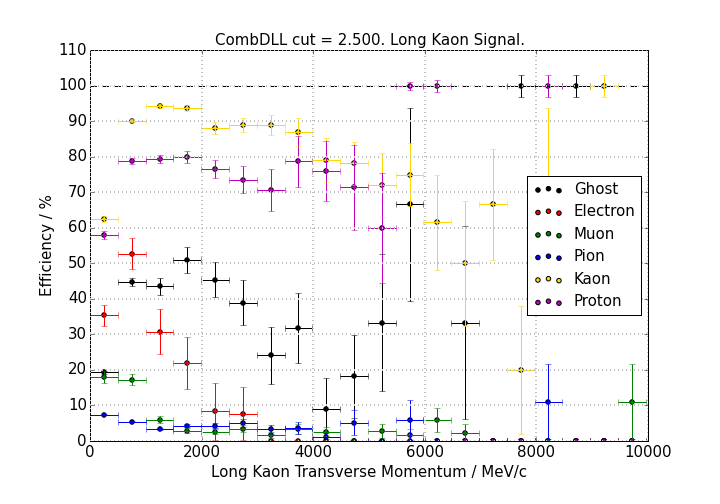 CombDLL cut = 2.500. Long Kaon Signal.
110
100
90
80
70
60
50
40
30
20
10
0
Efficiency / %
Ghost
Electron
Muon
Pion
Kaon
Proton
0 2000 4000 6000 8000 10000
Long Kaon Transverse Momentum / MeV/c